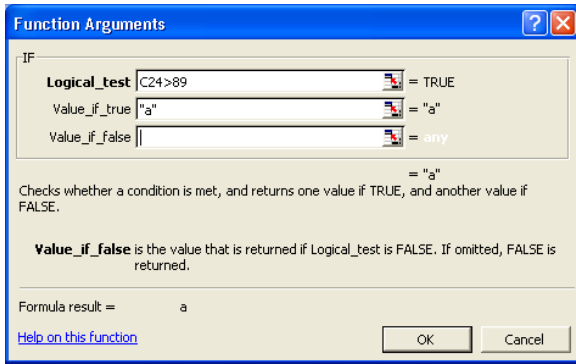 Function Arguments
IF
Logical_test C24>89 = TRUE
Value_if_true "a" = "a"
Value_if_false = any
= "a"
Checks whether a condition is met, and returns one value if TRUE, and another value if
FALSE.
Value_if_false is the value that is returned if Logical_test is FALSE. If omitted, FALSE is
returned.
Formula result = a
Help on this function OK Cancel